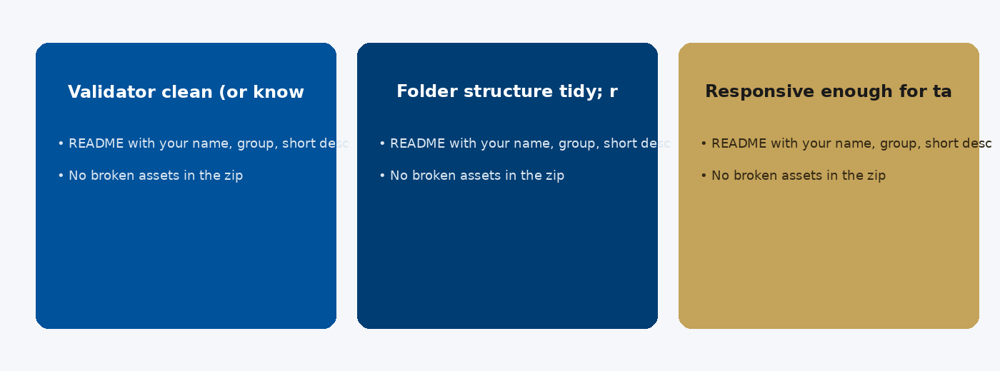 Validator clean (or know
• README with your name, group, short desc
• No broken assets in the zip
Folder structure tidy; r
• README with your name, group, short desc
• No broken assets in the zip
Responsive enough for ta
• README with your name, group, short desc
• No broken assets in the zip